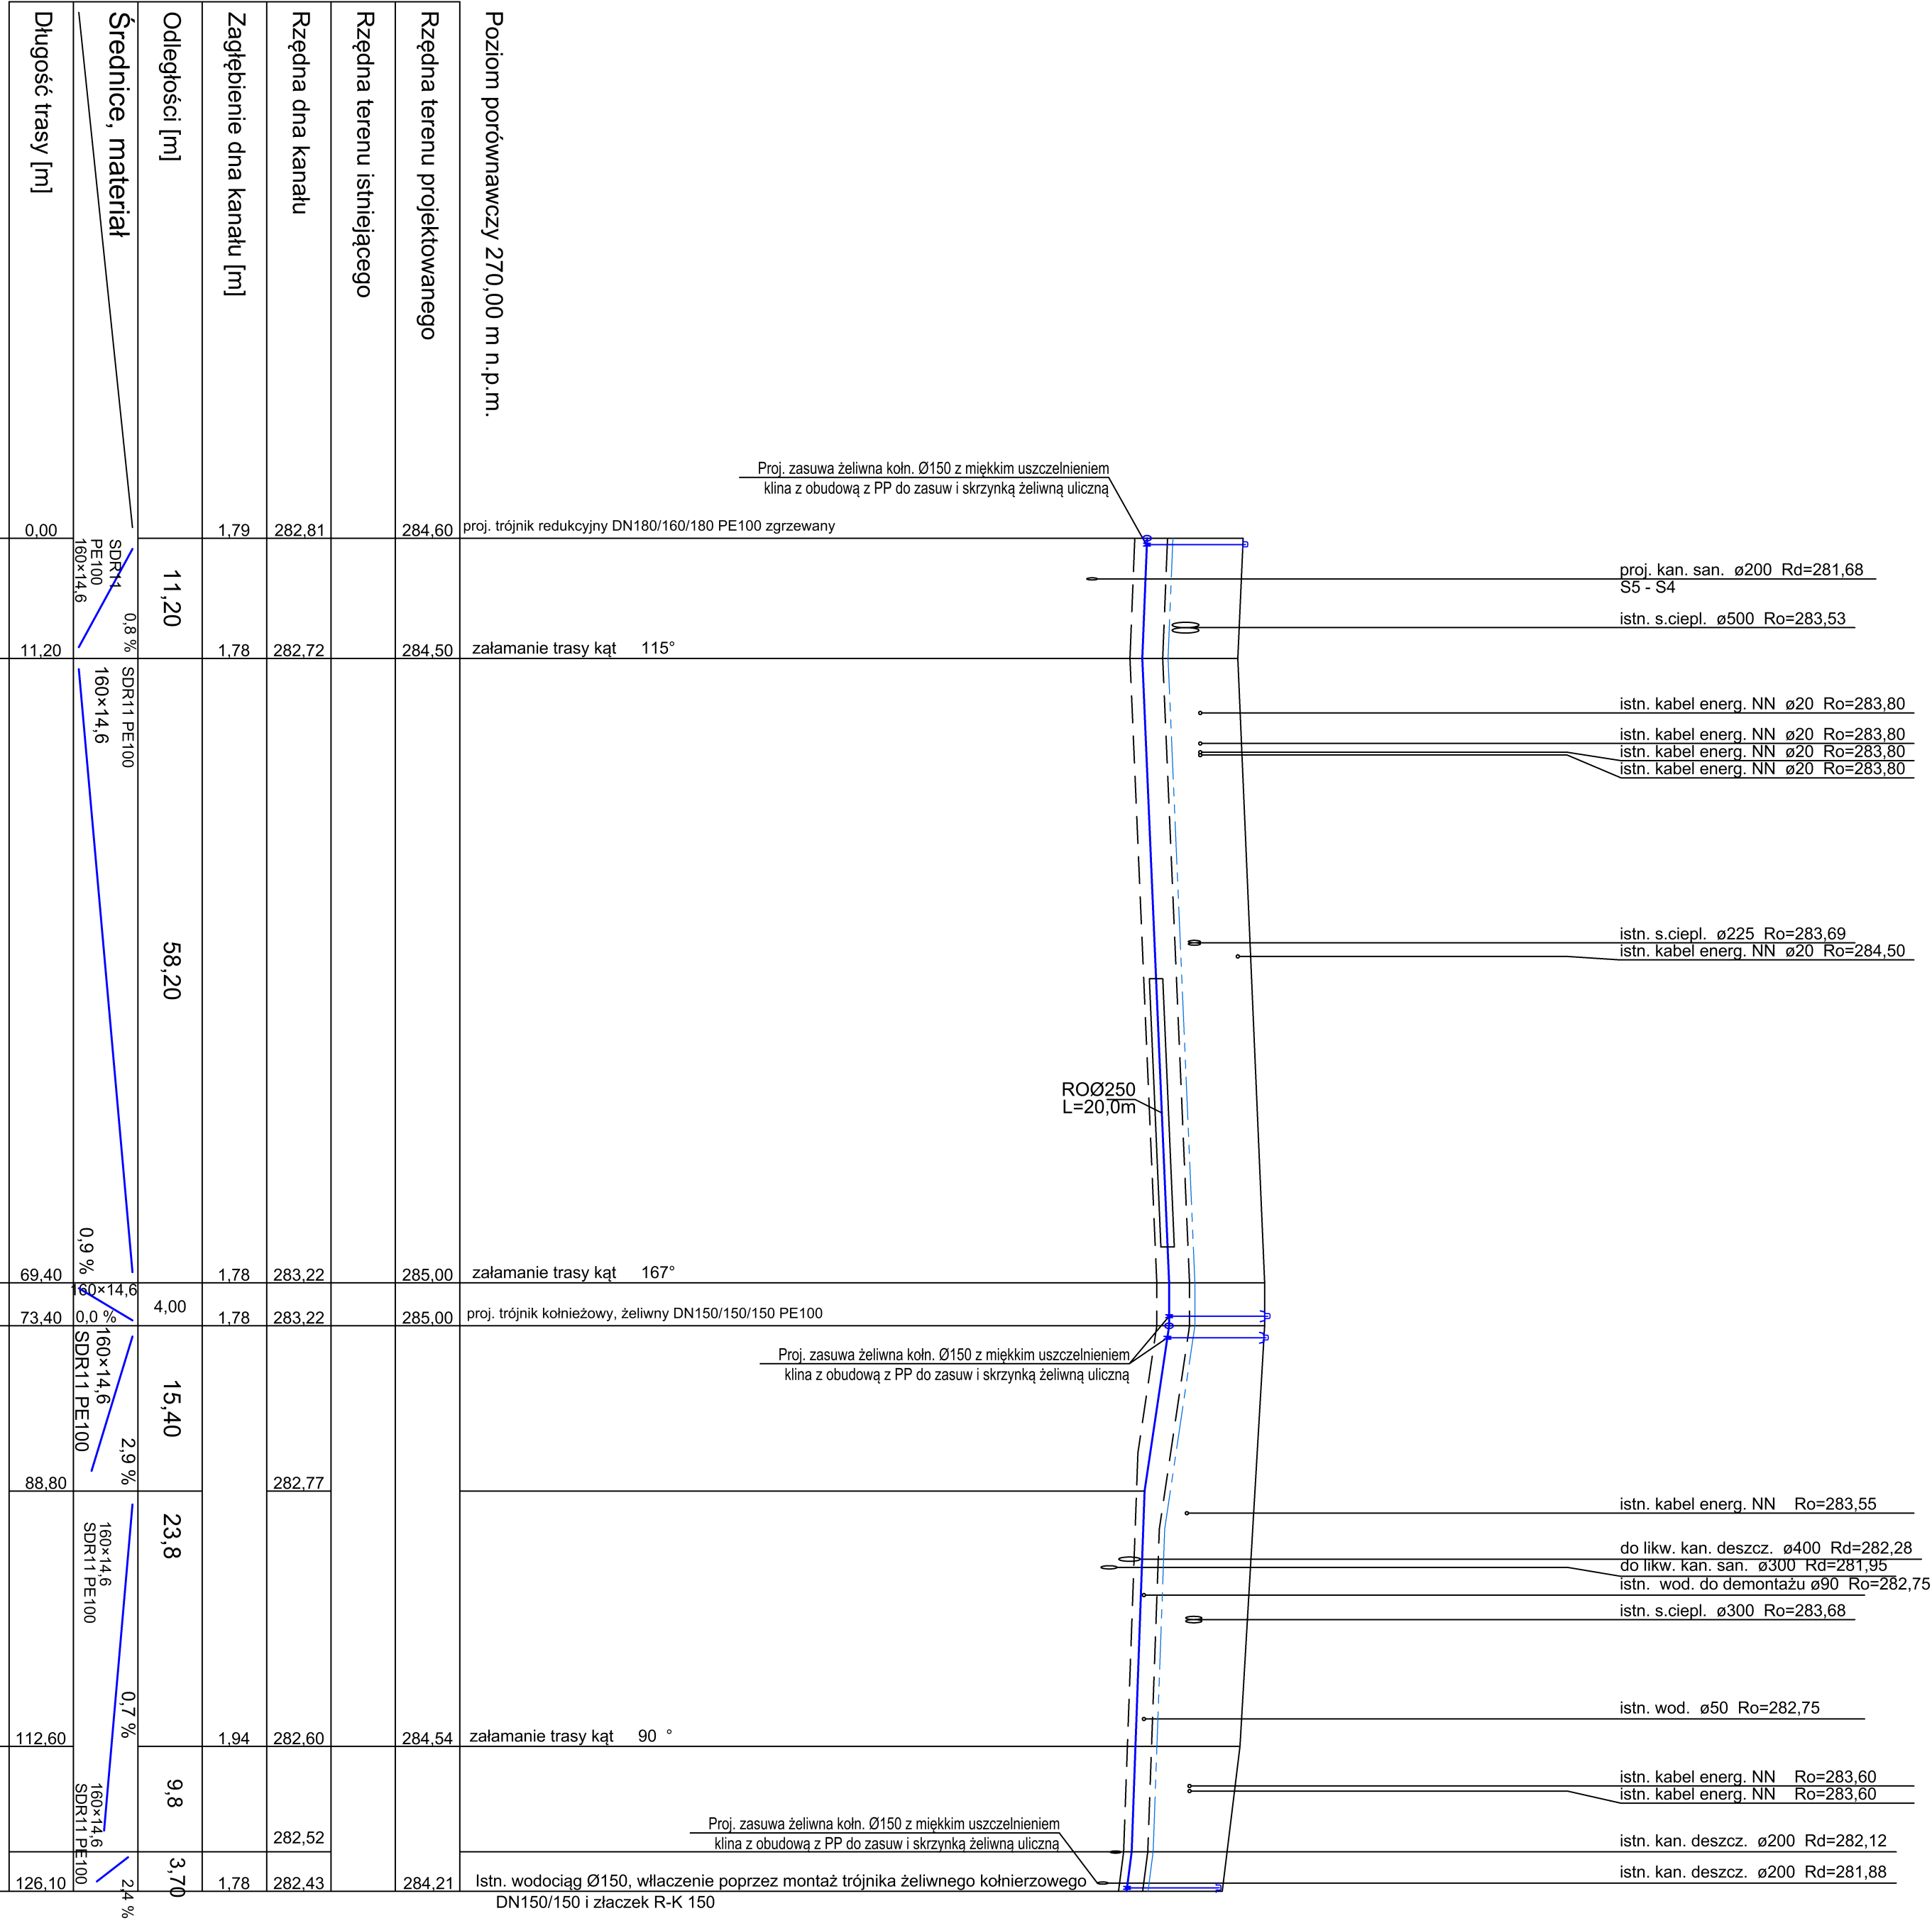 Poziom porównawczy 270,00 m n.p.m.
Rzędna terenu projektowanego
Rzędna terenu istniejącego
Rzędna dna kanału
Zagłębienie dna kanału [m]
Odległości [m]
Średnice, materiał
Długość trasy [m]
Proj. zasuwa żeliwna kołn. Ø150 z miękkim uszczelnieniem
klina z obudową z PP do zasuw i skrzynką żeliwną uliczną
0,00
1,79
282,81
284,60
proj. trójnik redukcyjny DN180/160/180 PE100 zgrzewany
SDR11
PE100
160×14,6
0,8 %
11,20
proj. kan. san. ø200 Rd=281,68
S5 - S4
istn. s.ciepl. ø500 Ro=283,53
11,20
1,78
282,72
284,50
załamanie trasy kąt 115°
SDR11 PE100
160×14,6
0,9 %
58,20
istn. kabel energ. NN ø20 Ro=283,80
istn. kabel energ. NN ø20 Ro=283,80
istn. kabel energ. NN ø20 Ro=283,80
istn. kabel energ. NN ø20 Ro=283,80
istn. s.ciepl. ø225 Ro=283,69
istn. kabel energ. NN ø20 Ro=284,50
ROØ250
L=20,0m
69,40
1,78
283,22
285,00
załamanie trasy kąt 167°
160×14,6
0,0 %
4,00
73,40
1,78
283,22
285,00
proj. trójnik kołnieżowy, żeliwny DN150/150/150 PE100
Proj. zasuwa żeliwna kołn. Ø150 z miękkim uszczelnieniem
klina z obudową z PP do zasuw i skrzynką żeliwną uliczną
160×14,6
SDR11 PE100
2,9 %
15,40
88,80
282,77
160×14,6
SDR11 PE100
0,7 %
23,8
istn. kabel energ. NN Ro=283,55
do likw. kan. deszcz. ø400 Rd=282,28
do likw. kan. san. ø300 Rd=281,95
istn. wod. do demontażu ø90 Ro=282,75
istn. s.ciepl. ø300 Ro=283,68
istn. wod. ø50 Ro=282,75
112,60
1,94
282,60
284,54
załamanie trasy kąt 90 °
160×14,6
SDR11 PE100
9,8
istn. kabel energ. NN Ro=283,60
istn. kabel energ. NN Ro=283,60
Proj. zasuwa żeliwna kołn. Ø150 z miękkim uszczelnieniem
klina z obudową z PP do zasuw i skrzynką żeliwną uliczną
282,52
istn. kan. deszcz. ø200 Rd=282,12
istn. kan. deszcz. ø200 Rd=281,88
3,70
2,4 %
126,10
1,78
282,43
284,21
Istn. wodociąg Ø150, włlaczenie poprzez montaż trójnika żeliwnego kołnierzowego
DN150/150 i złaczek R-K 150